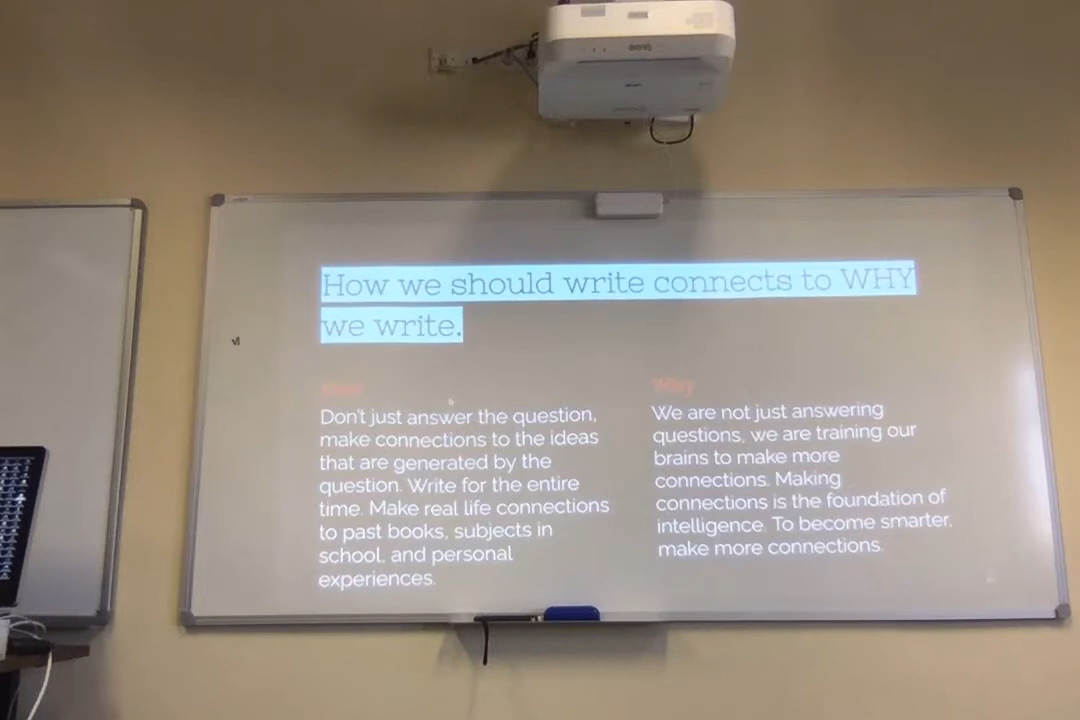 How we should write connects to WHY
we write.
How
Don't just answer the question,
make connections to the ideas
that are generated by the
question. Write for the entire
time. Make real life connections
to past books, subjects in
school, and personal
experiences.
Why
We are not just answering
questions, we are training our
brains to make more
connections. Making
connections is the foundation of
intelligence. To become smarter,
make more connections.